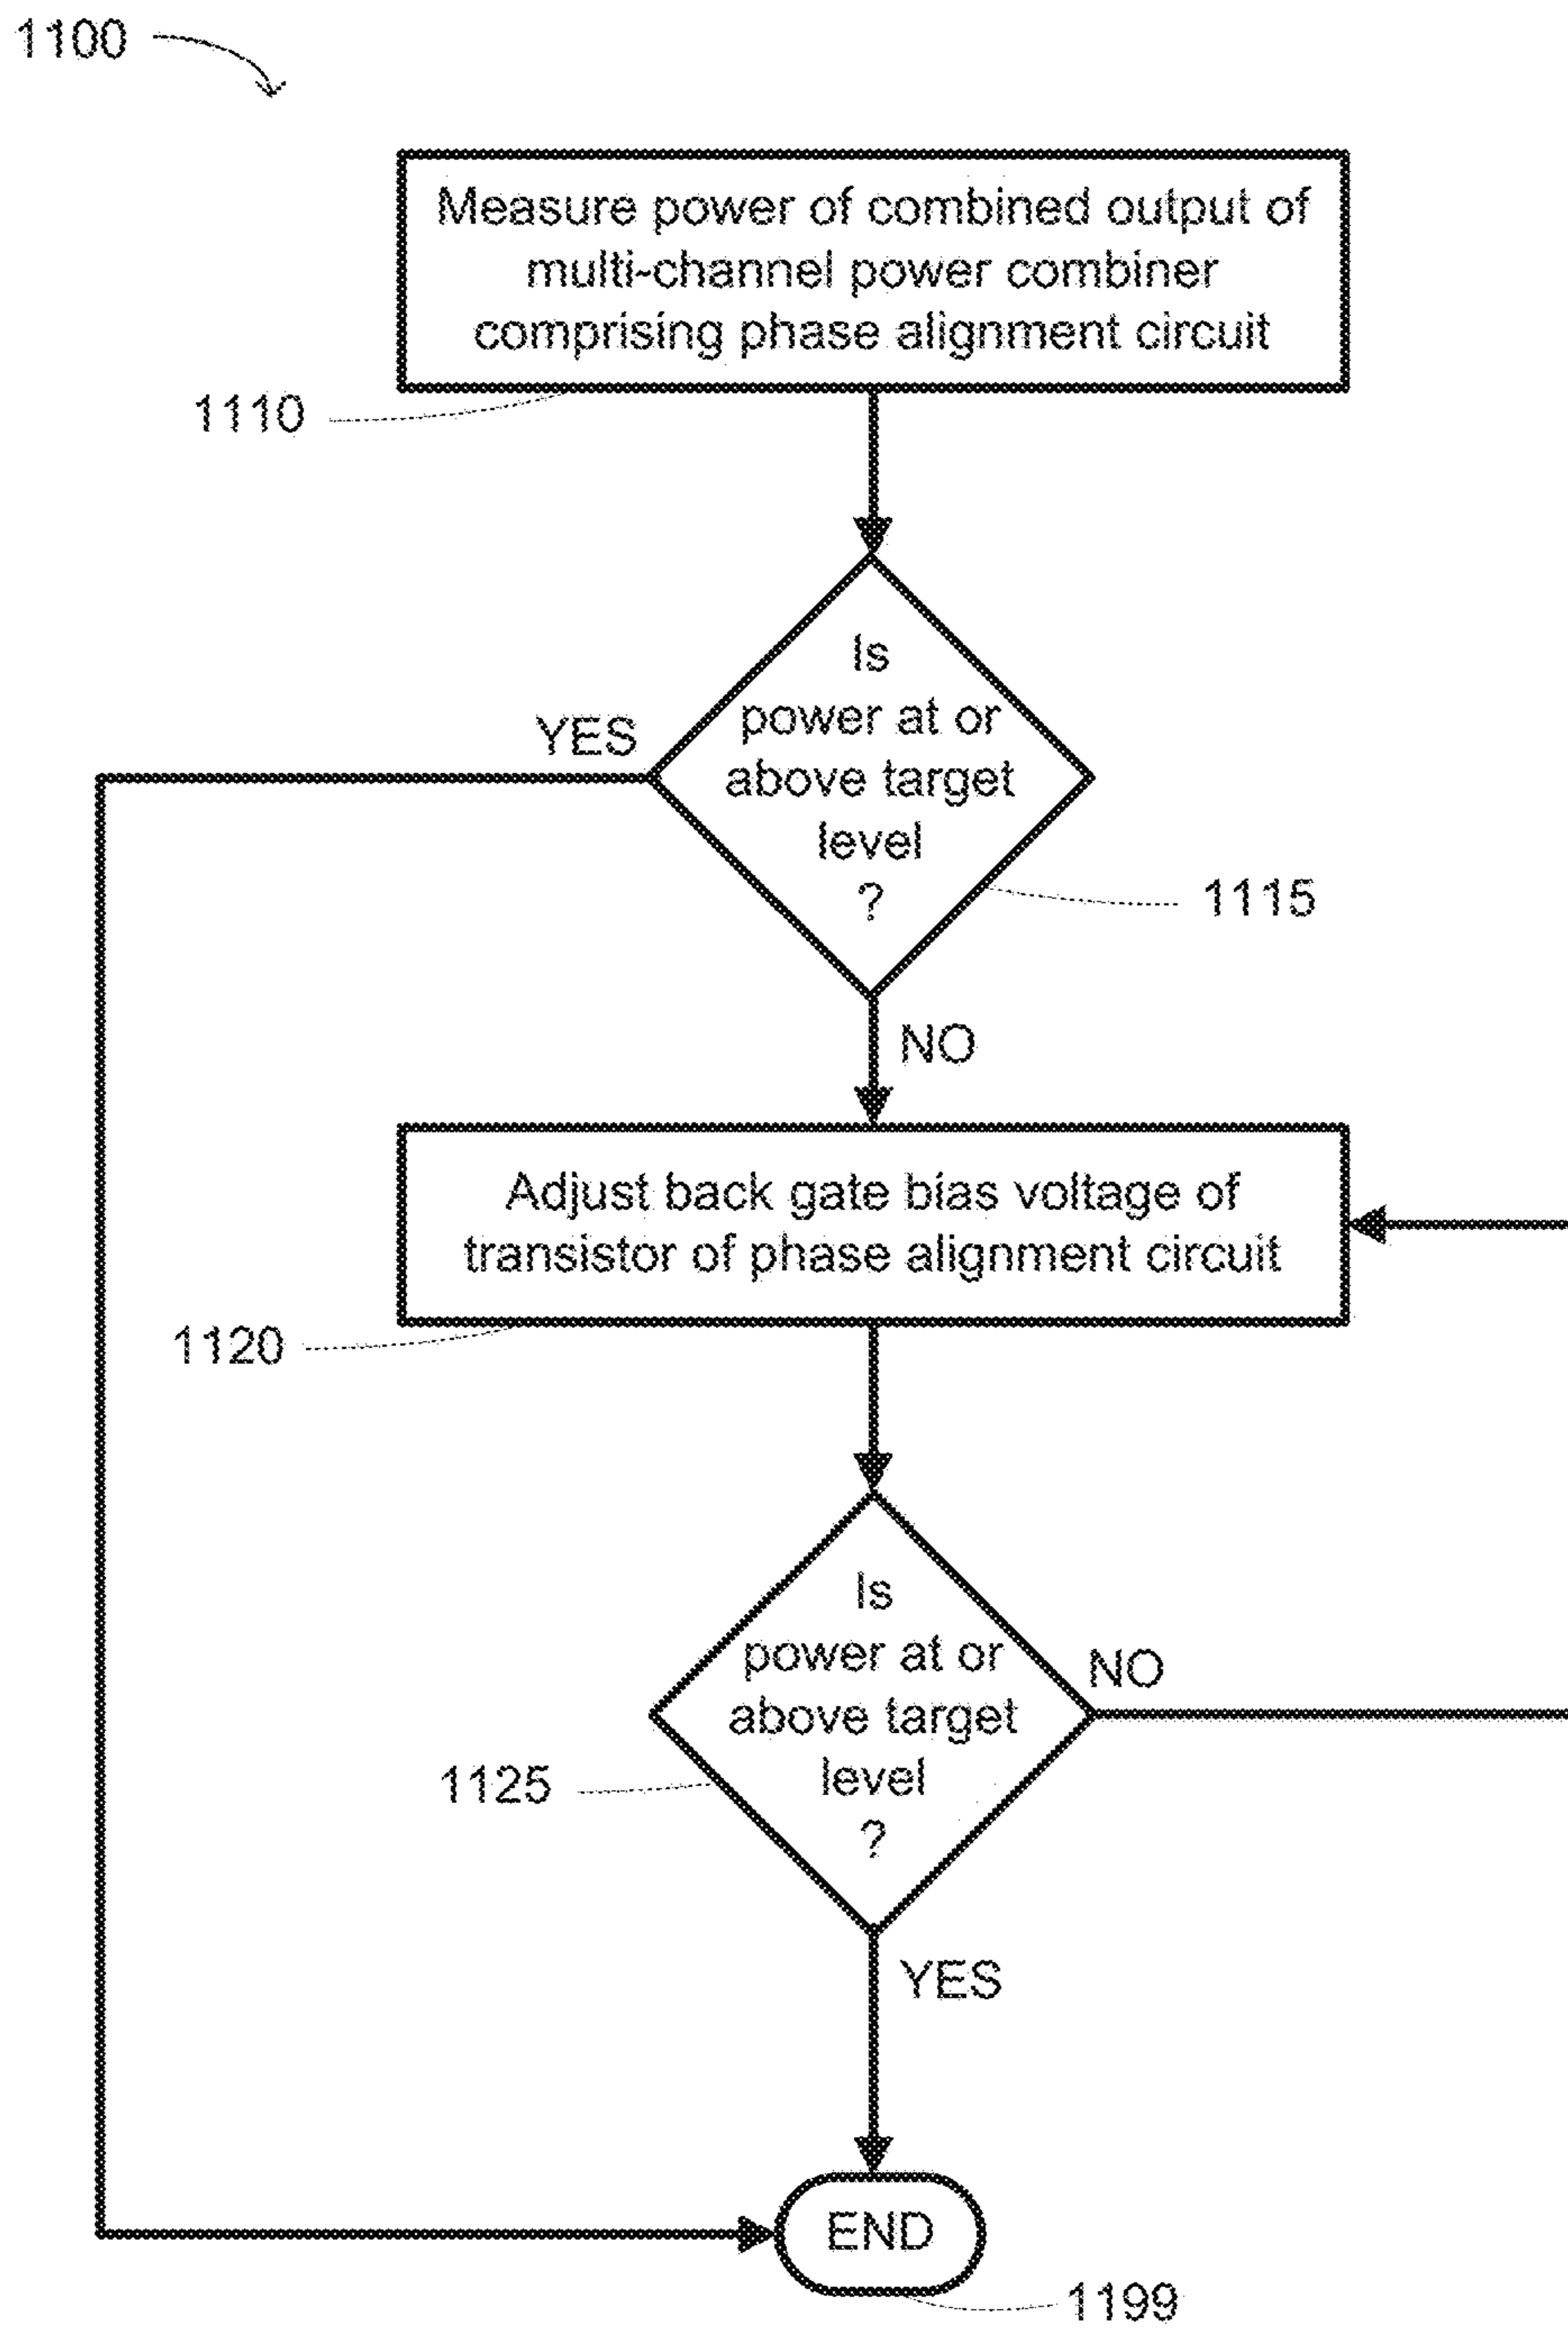 1100
Measure power of combined output of
multi-channel power combiner
comprising phase alignment circuit
1110
Is
power at or
above target
level
?
YES
1115
NO
Adjust back gate bias voltage of
transistor of phase alignment circuit
1120
Is
power at or
above target
level
?
NO
1125
YES
END
1199